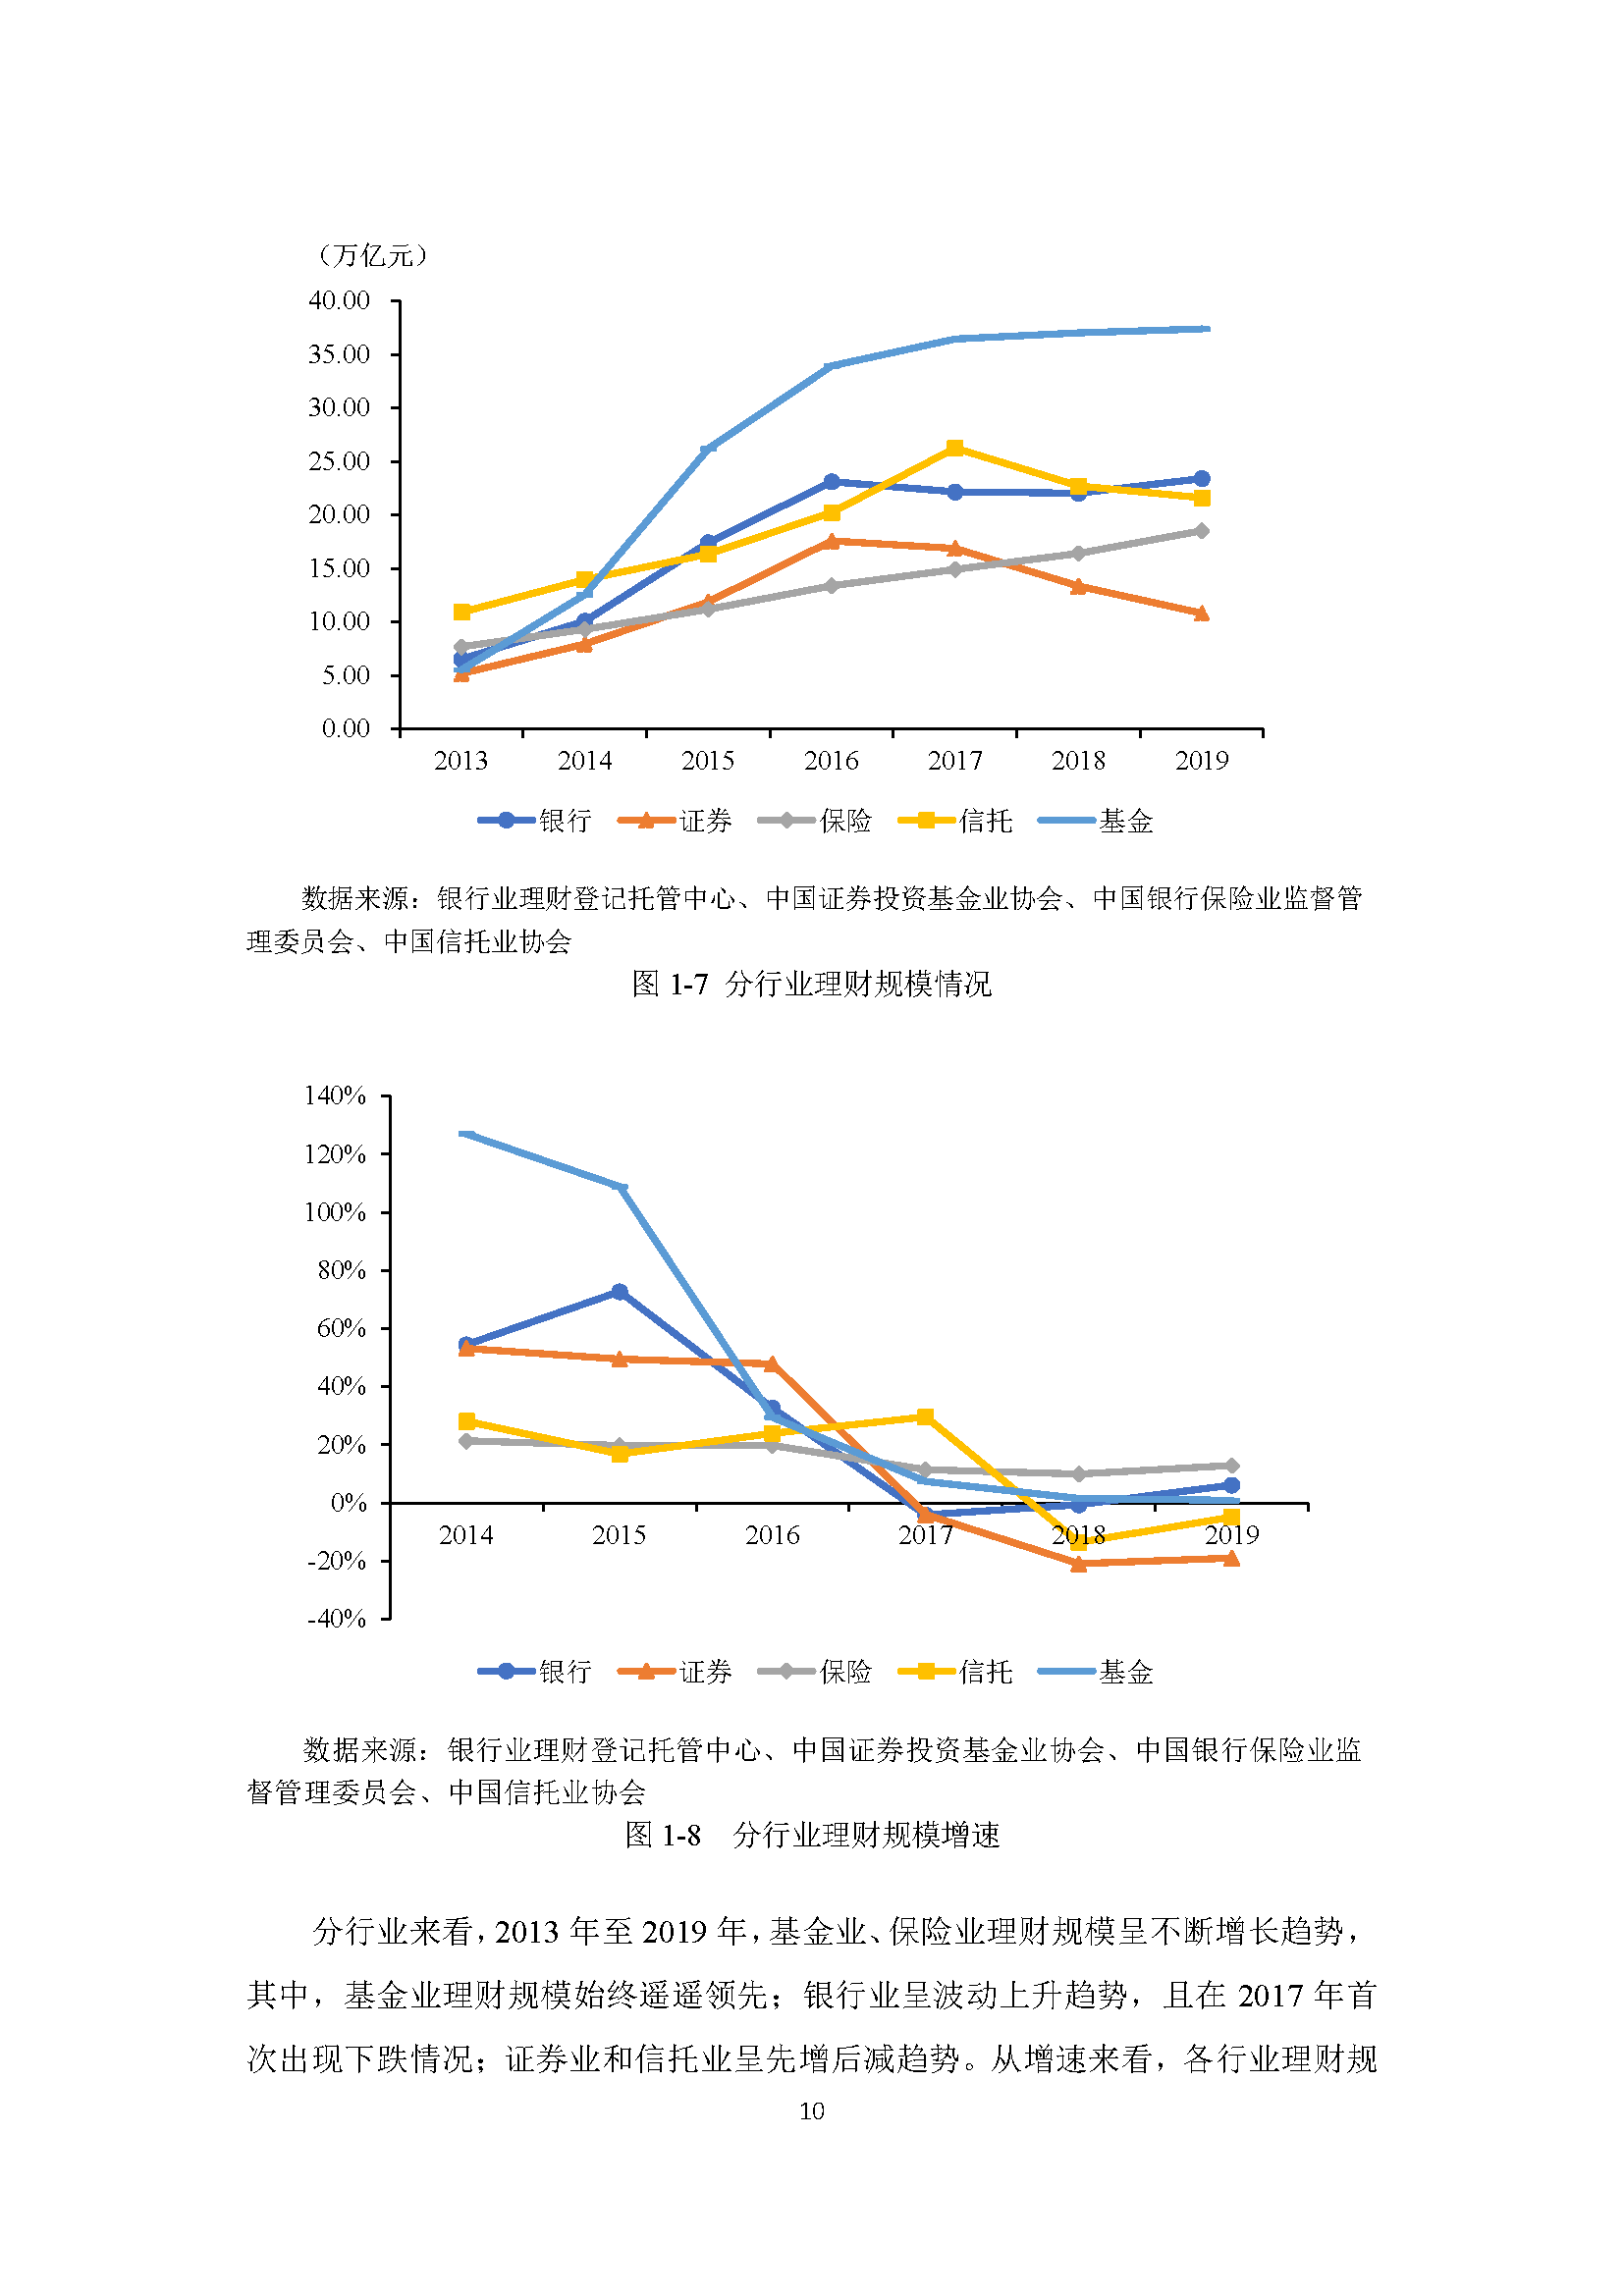 （万亿元）
40.00
35.00
30.00
25.00
20.00
15.00
10.00
5.00
0.00
2013 2014 2015 2016 2017 2018 2019
银行 证券 保险 信托 基金
数据来源：银行业理财登记托管中心、中国证券投资基金业协会、中国银行保险业监督管
理委员会、中国信托业协会
图 1-7 分行业理财规模情况
140%
120%
100%
80%
60%
40%
20%
0%
2014 2015 2016 2017 2018 2019
-20%
-40%
银行 证券 保险 信托 基金
数据来源：银行业理财登记托管中心、中国证券投资基金业协会、中国银行保险业监
督管理委员会、中国信托业协会
图 1-8 分行业理财规模增速
分行业来看，2013 年至 2019 年，基金业、保险业理财规模呈不断增长趋势，
其中，基金业理财规模始终遥遥领先；银行业呈波动上升趋势，且在 2017 年首
次出现下跌情况；证券业和信托业呈先增后减趋势。从增速来看，各行业理财规
10